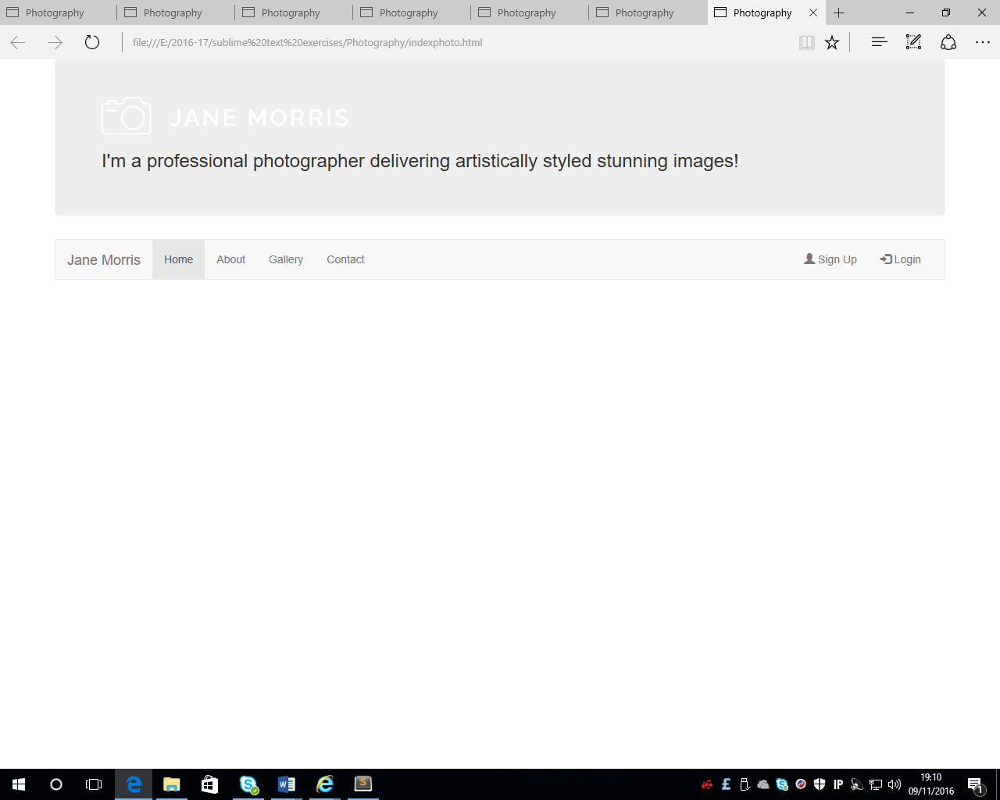 Photography Photography Photography Photography Photography Photography Photography
file:///E:/2016-17/sublime%20text%20exercises/Photography/indexphoto.html
JANE MORRIS
I'm a professional photographer delivering artistically styled stunning images!
Jane Morris Home About Gallery Contact Sign Up Login
19:10
09/11/2016
W S £ IP 1